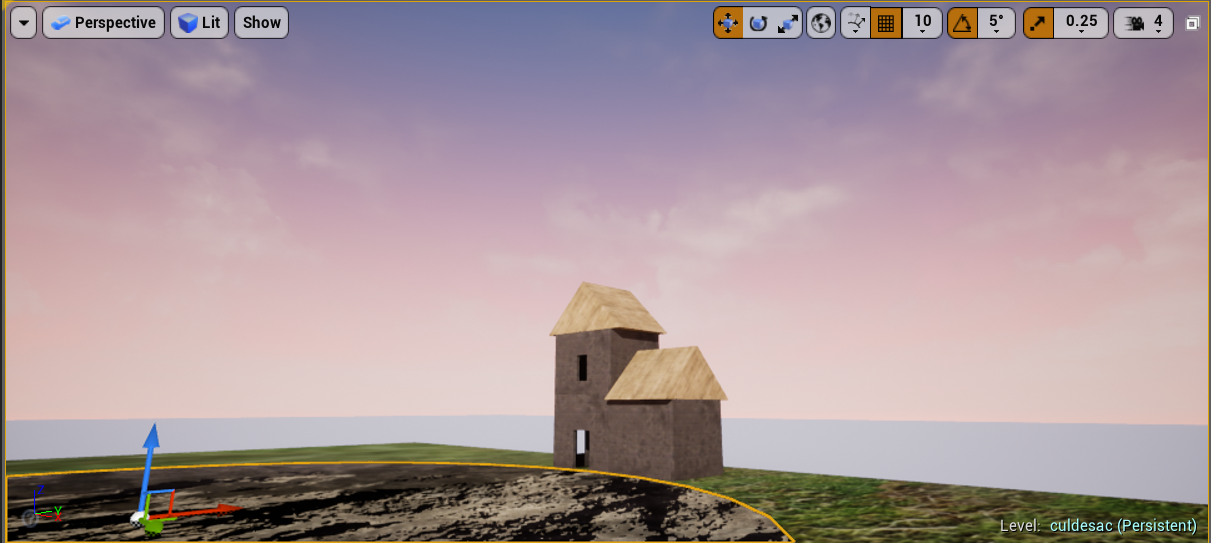 Perspective Lit Show 10 5° 0.25 4
Z
Y
X
Level: culdesac (Persistent)